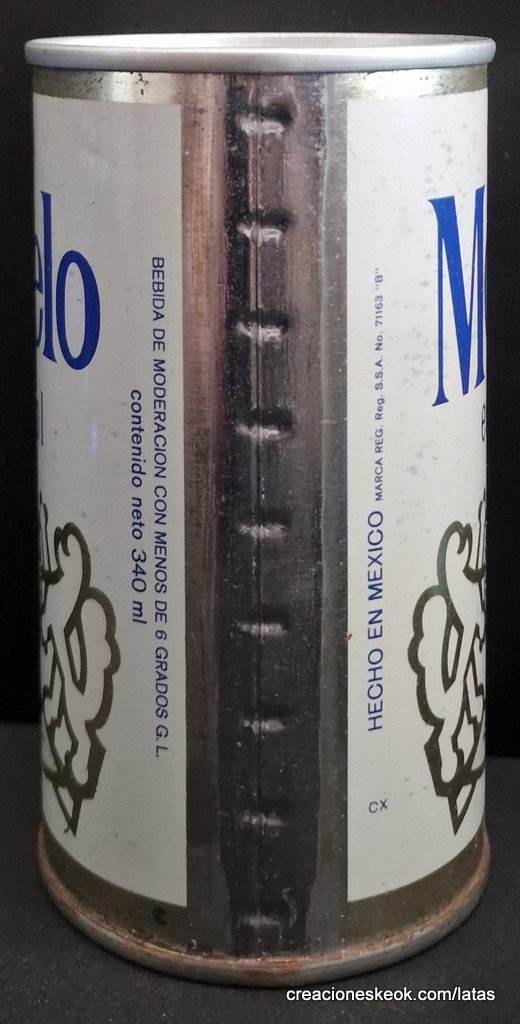 elo
al
BEBIDA DE MODERACION CON MENOS DE 6 GRADOS G.L.
contenido neto 340 ml
HECHO EN MEXICO MARCA REG. Reg. S.S.A. No. 71163 "B"
CX
M
e
creacioneskeok.com/latas